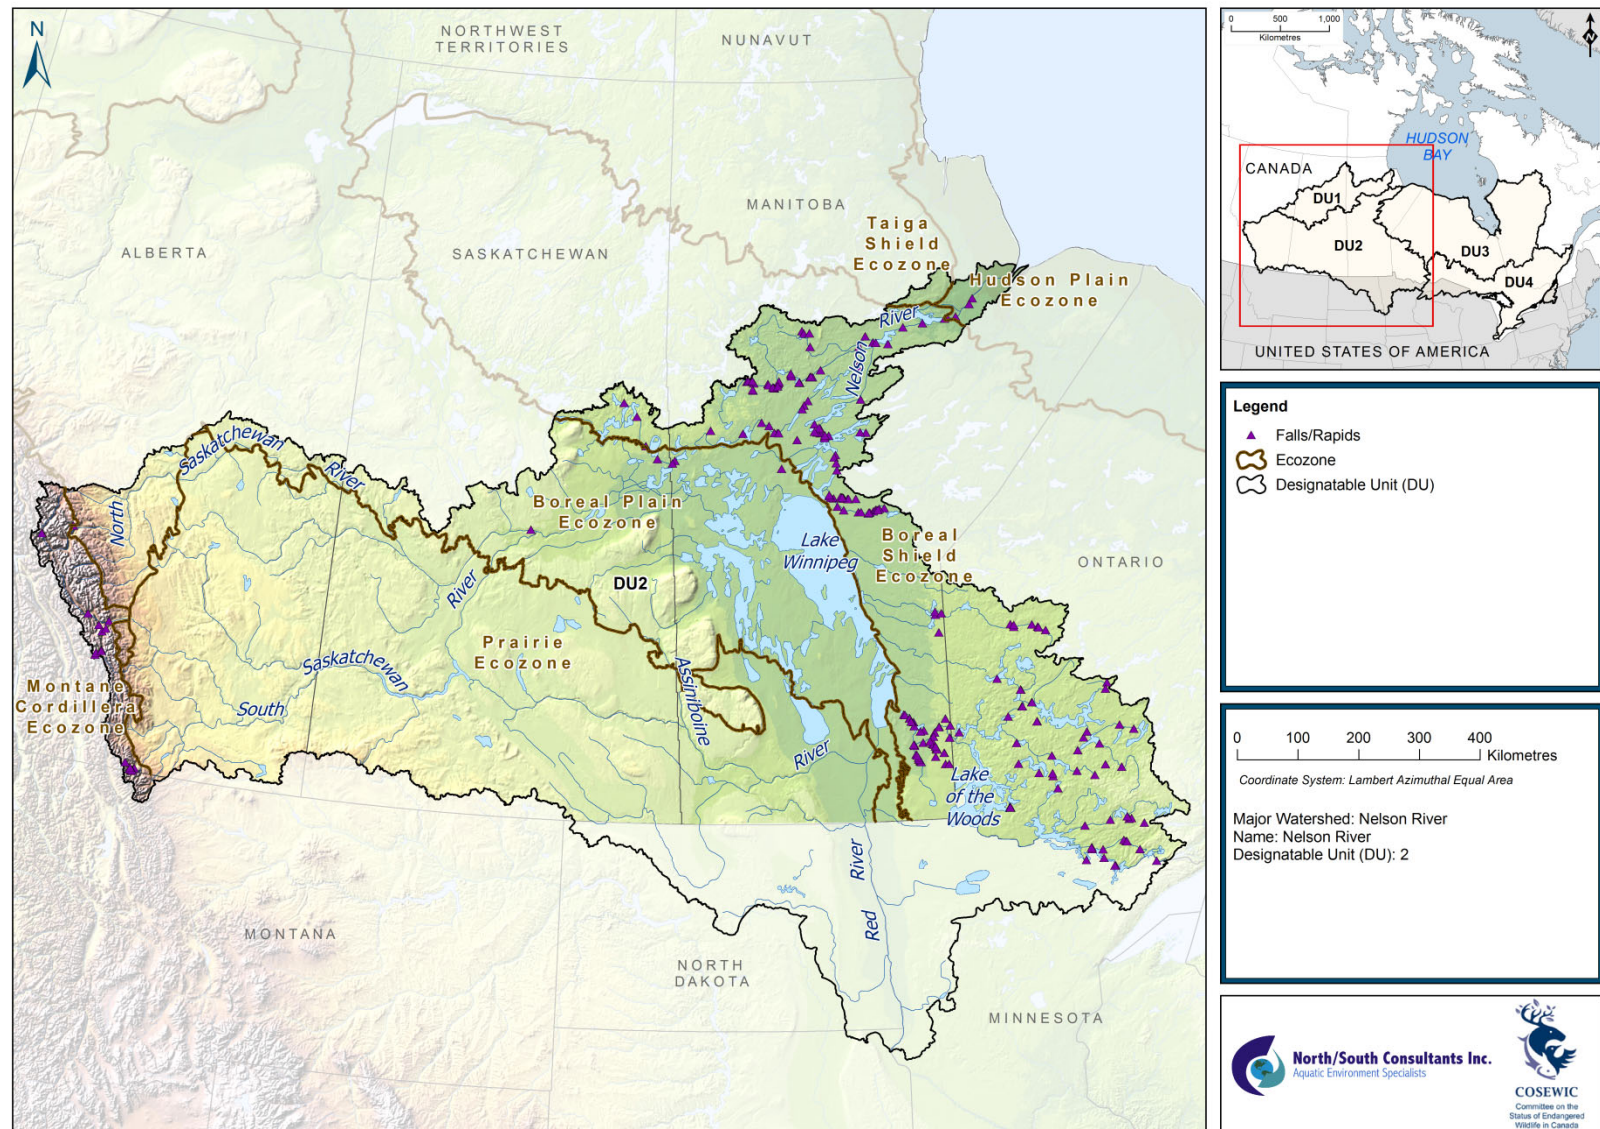 N
NORTHWEST
TERRITORIES
NUNAVUT
ALBERTA
SASKATCHEWAN
MANITOBA
Taiga
Shield
Ecozone
Hudson Plain
Ecozone
River
Nelson
Saskatchewan
River
North
Boreal Plain
Ecozone
Lake
Winnipeg
Boreal
Shield
Ecozone
ONTARIO
River
DU2
Prairie
Ecozone
Saskatchewan
South
Assiniboine
River
Montane
Cordillera
Ecozone
Lake
of the
Woods
River
Red
MONTANA
NORTH
DAKOTA
MINNESOTA
0 500 1,000
Kilometres
N
HUDSON
BAY
CANADA
DU1
DU2
DU3
DU4
UNITED STATES OF AMERICA
Legend
Falls/Rapids
Ecozone
Designatable Unit (DU)
0 100 200 300 400
Kilometres
Coordinate System: Lambert Azimuthal Equal Area
Major Watershed: Nelson River
Name: Nelson River
Designatable Unit (DU): 2
North/South Consultants Inc.
Aquatic Environment Specialists
COSEWIC
Committee on the
Status of Endangered
Wildlife in Canada